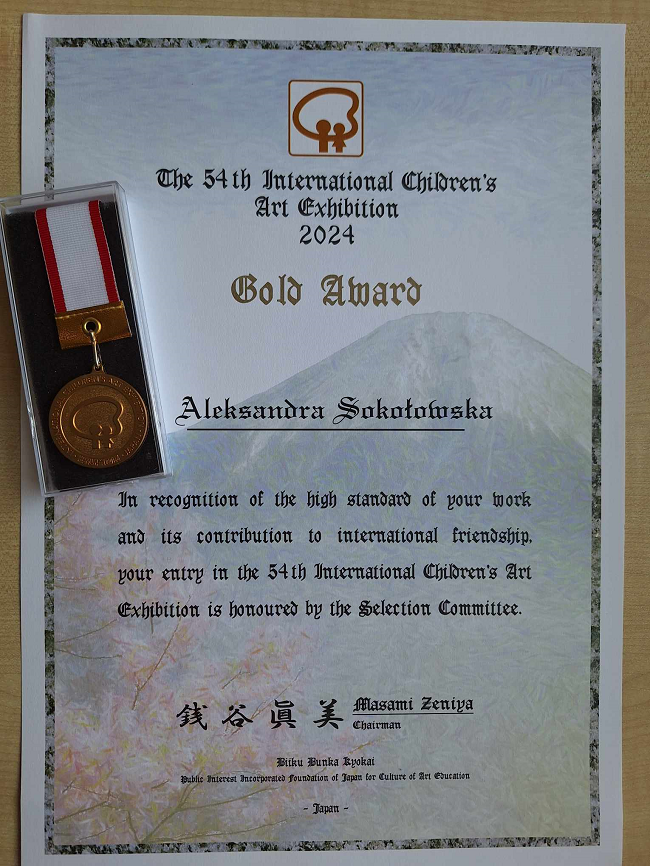 The 54th International Children's
Art Exhibition
2024
Gold Award
Aleksandra Sokołowska
In recognition of the high standard of your work
and its contribution to international friendship,
your entry in the 54th International Children's Art
Exhibition is honoured by the Selection Committee.
銭谷眞美 Masami Zeniya
Chairman
Biiku Bunka Kyokai
Public Interest Incorporated Foundation of Japan for Culture of Art Education
- Japan -